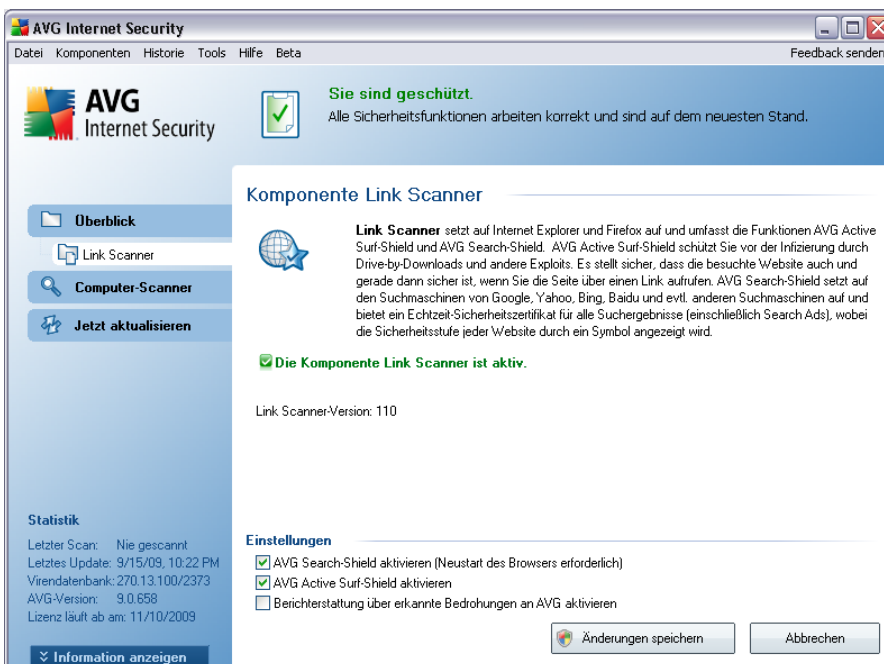 AVG Internet Security
Datei Komponenten Historie Tools Hilfe Beta Feedback senden
AVG
Internet Security
Sie sind geschützt.
Alle Sicherheitsfunktionen arbeiten korrekt und sind auf dem neuesten Stand.
Überblick
Link Scanner
Computer-Scanner
Jetzt aktualisieren
Komponente Link Scanner
Link Scanner setzt auf Internet Explorer und Firefox auf und umfasst die Funktionen AVG Active
Surf-Shield und AVG Search-Shield. AVG Active Surf-Shield schützt Sie vor der Infizierung durch
Drive-by-Downloads und andere Exploits. Es stellt sicher, dass die besuchte Website auch und
gerade dann sicher ist, wenn Sie die Seite über einen Link aufrufen. AVG Search-Shield setzt auf
den Suchmaschinen von Google, Yahoo, Bing, Baidu und evtl. anderen Suchmaschinen auf und
bietet ein Echtzeit-Sicherheitszertifikat für alle Suchergebnisse (einschließlich Search Ads), wobei
die Sicherheitsstufe jeder Website durch ein Symbol angezeigt wird.
Die Komponente Link Scanner ist aktiv.
Link Scanner-Version: 110
Statistik
Letzter Scan: Nie gescannt
Letztes Update: 9/15/09, 10:22 PM
Virendatenbank: 270.13.100/2373
AVG-Version: 9.0.658
Lizenz läuft ab am: 11/10/2009
Information anzeigen
Einstellungen
AVG Search-Shield aktivieren (Neustart des Browsers erforderlich)
AVG Active Surf-Shield aktivieren
Berichterstattung über erkannte Bedrohungen an AVG aktivieren
Änderungen speichern Abbrechen